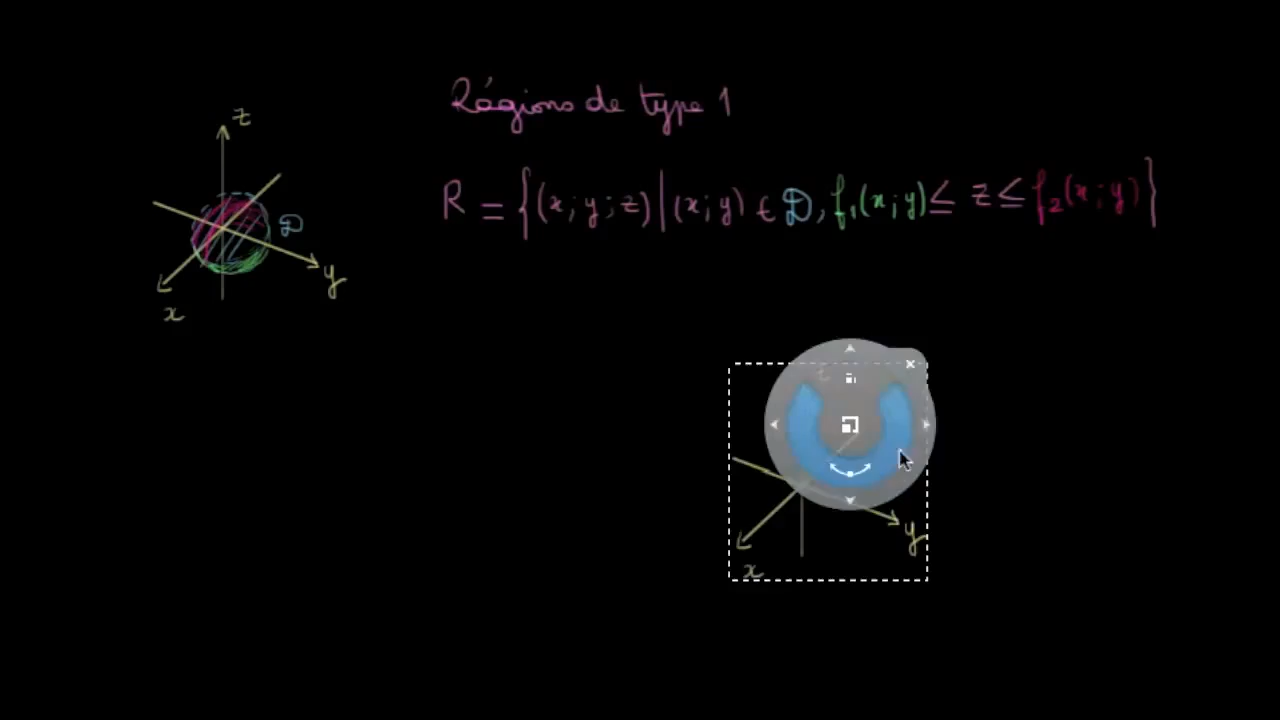 Régions de type 1
R = {(x; y; z) | (x; y) ∈ D, f₁(x; y) ≤ z ≤ f₂(x; y)}
z
D
y
x
z
y
x